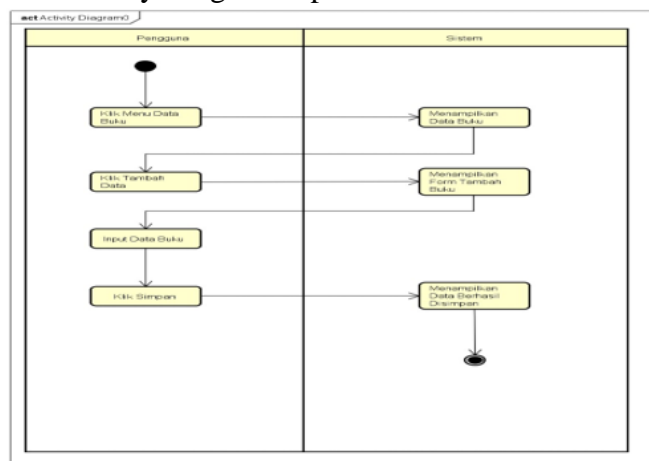 act Activity Diagram0
Pengguna
Sistem
Klik Menu Data
Buku
Menampilkan
Data Buku
Klik Tambah
Data
Menampilkan
Form Tambah
Buku
Input Data Buku
Klik Simpan
Menampilkan
Data Berhasil
Disimpan